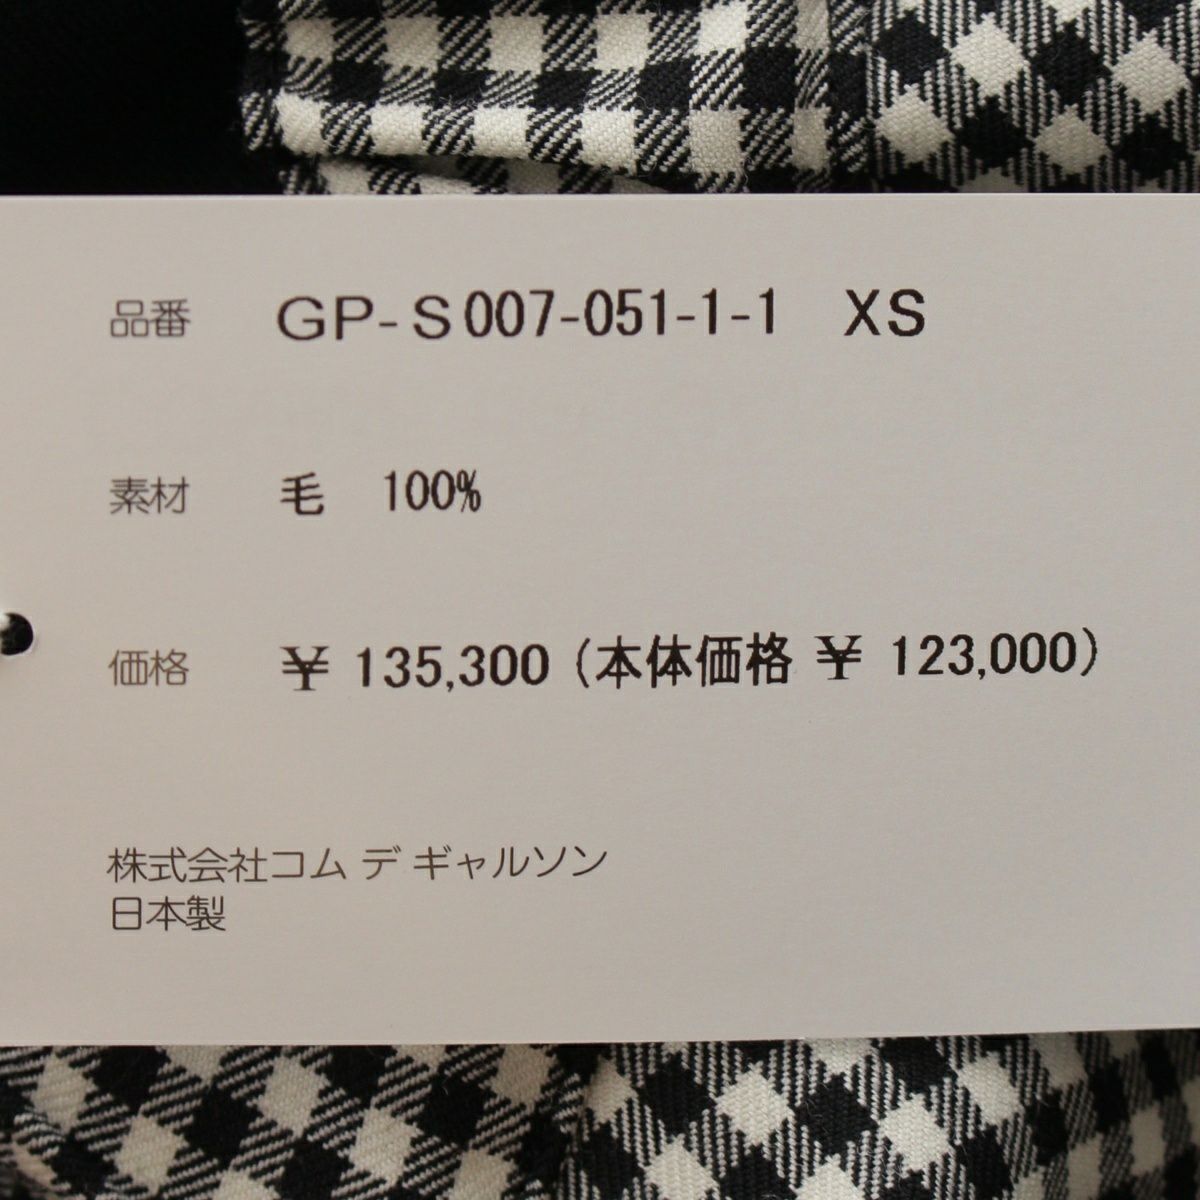 品番 GP-S007-051-1-1 XS
素材 毛 100%
価格 ¥ 135,300 (本体価格 ¥ 123,000)
株式会社コム デ ギャルソン
日本製